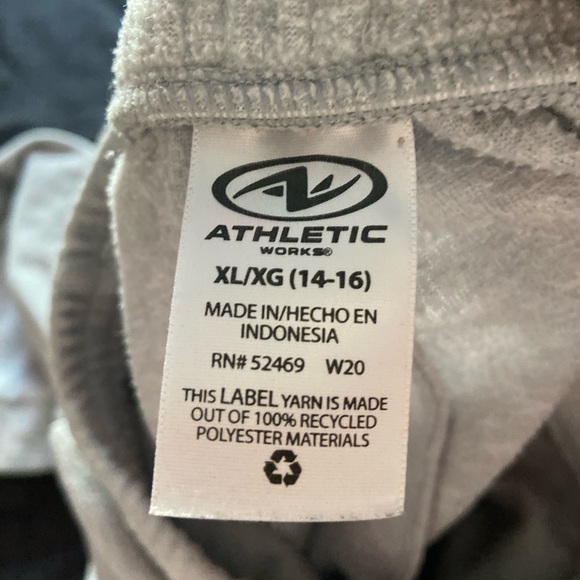 ATHLETIC
WORKS®
XL/XG (14-16)
MADE IN/HECHO EN
INDONESIA
RN# 52469 W20
THIS LABEL YARN IS MADE
OUT OF 100% RECYCLED
POLYESTER MATERIALS